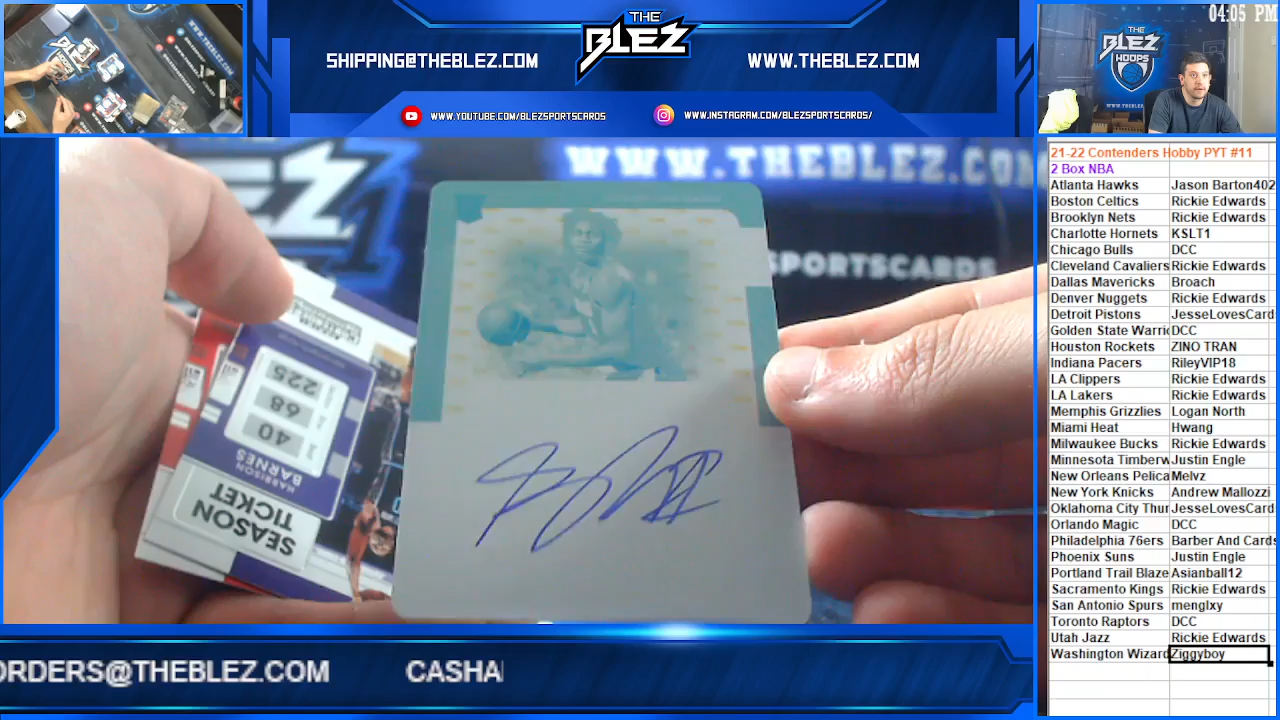 04:05 PM
THE
BLEZ
SHIPPING@THEBLEZ.COM
WWW.THEBLEZ.COM
WWW.YOUTUBE.COM/BLEZSPORTSCARDS
WWW.INSTAGRAM.COM/BLEZSPORTSCARDS/
THE
BLEZ
HOOPS
WWW.THEBLEZ.COM
SPORTSCARDS
225
68
40
HARRISON
BARNES
SEASON
TICKET
21-22 Contenders Hobby PYT #11
2 Box NBA
Atlanta Hawks Jason Barton402
Boston Celtics Rickie Edwards
Brooklyn Nets Rickie Edwards
Charlotte Hornets KSLT1
Chicago Bulls DCC
Cleveland Cavaliers Rickie Edwards
Dallas Mavericks Broach
Denver Nuggets Rickie Edwards
Detroit Pistons JesseLovesCard
Golden State Warri DCC
Houston Rockets ZINO TRAN
Indiana Pacers RileyVIP18
LA Clippers Rickie Edwards
LA Lakers Rickie Edwards
Memphis Grizzlies Logan North
Miami Heat Hwang
Milwaukee Bucks Rickie Edwards
Minnesota Timberw Justin Engle
New Orleans Pelica Melvz
New York Knicks Andrew Mallozzi
Oklahoma City Thu JesseLovesCard
Orlando Magic DCC
Philadelphia 76ers Barber And Cards
Phoenix Suns Justin Engle
Portland Trail Blaze Asianball12
Sacramento Kings Rickie Edwards
San Antonio Spurs menglxy
Toronto Raptors DCC
Utah Jazz Rickie Edwards
Washington Wizard Ziggyboy
ORDERS@THEBLEZ.COM CASHA